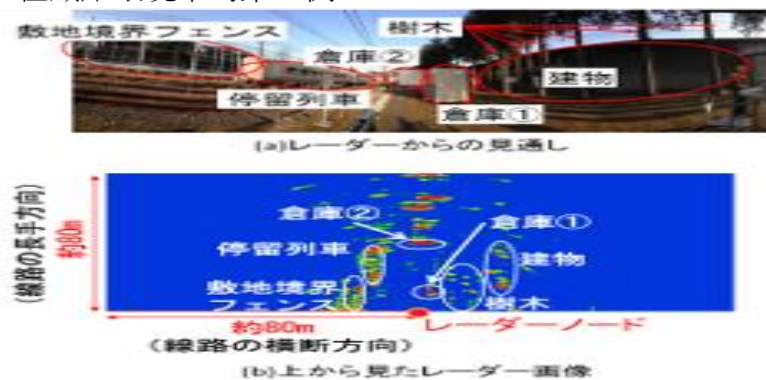 敷地境界フェンス
樹木
倉庫②
建物
停留列車
倉庫①
(a)レーダーからの見通し
(線路の長手方向)
約80m
倉庫②
倉庫①
停留列車
建物
敷地境界
フェンス
樹木
約80m
レーダーノード
(線路の横断方向)
(b)上から見たレーダー画像